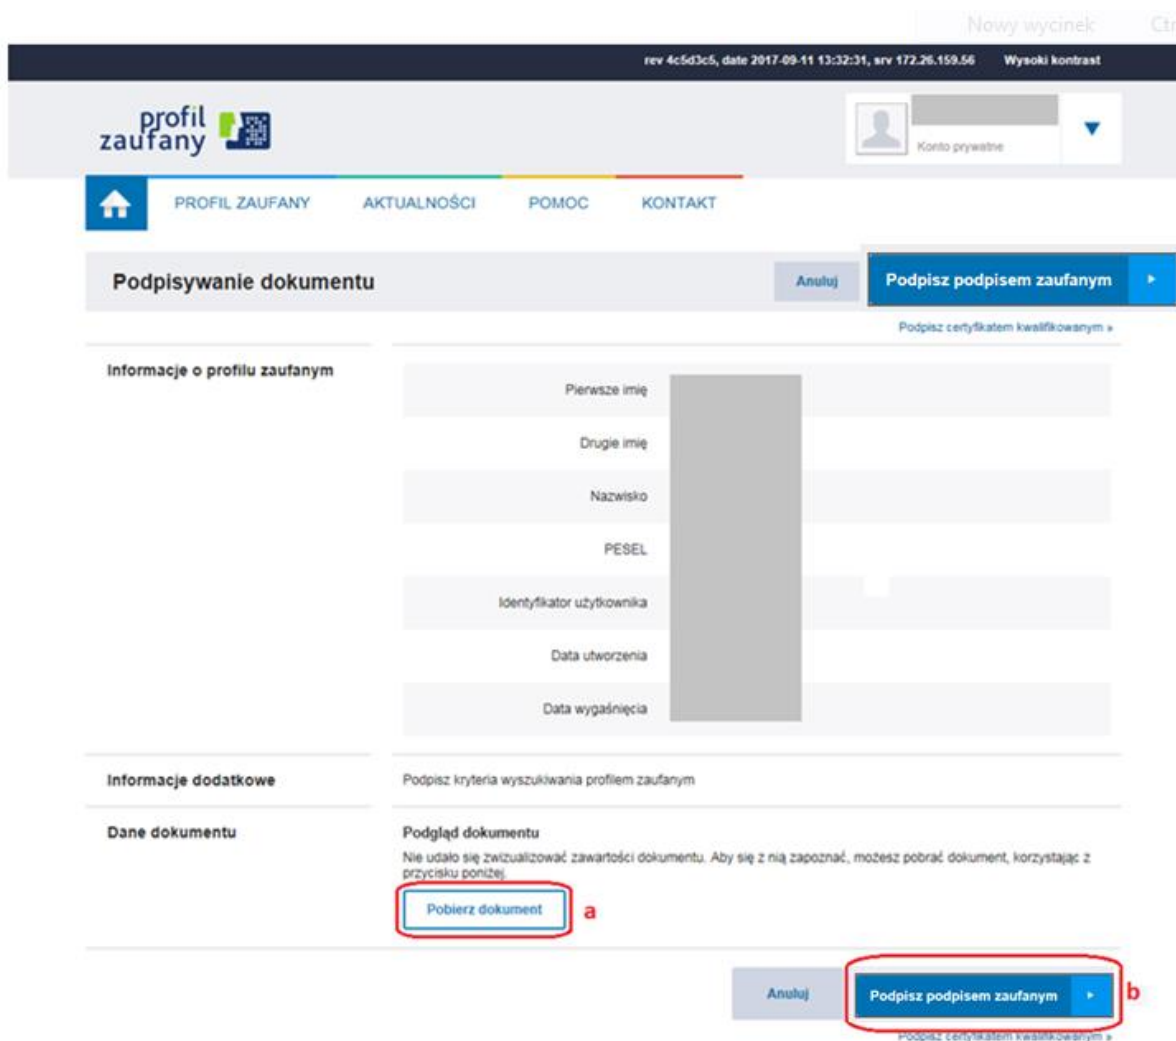 Nowy wycinek
rev 4c5d3c5, date 2017-09-11 13:32:31, srv 172.26.159.56 Wysoki kontrast
profil
zaufany
Konto prywatne
PROFIL ZAUFANY AKTUALNOŚCI POMOC KONTAKT
Podpisywanie dokumentu Anuluj Podpisz podpisem zaufanym
Podpisz certyfikatem kwalifikowanym »
Informacje o profilu zaufanym
Pierwsze imię
Drugie imię
Nazwisko
PESEL
Identyfikator użytkownika
Data utworzenia
Data wygaśnięcia
Informacje dodatkowe Podpisz kryteria wyszukiwania profilem zaufanym
Dane dokumentu Podgląd dokumentu
Nie udało się zwizualizować zawartości dokumentu. Aby się z nią zapoznać, możesz pobrać dokument, korzystając z
przycisku poniżej.
Pobierz dokument a
Anuluj Podpisz podpisem zaufanym b
Podpisz certyfikatem kwalifikowanym »